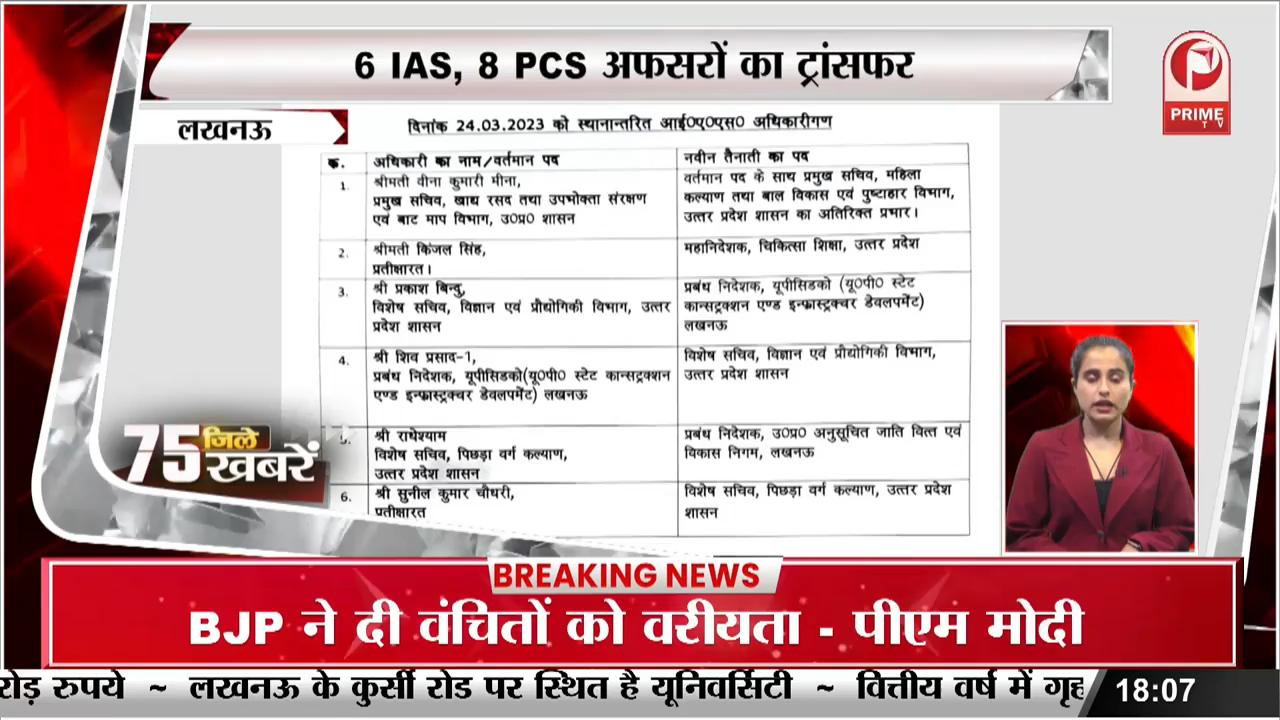 6 IAS, 8 PCS अफसरों का ट्रांसफर
PRIME
TV
लखनऊ
दिनांक 24.03.2023 को स्थानान्तरित आई0ए0एस0 अधिकारीगण
क. अधिकारी का नाम/वर्तमान पद नवीन तैनाती का पद
1. श्रीमती वीना कुमारी मीना,
प्रमुख सचिव, खाद्य रसद तथा उपभोक्ता संरक्षण
एवं बाट माप विभाग, उ0प्र0 शासन
वर्तमान पद के साथ प्रमुख सचिव, महिला
कल्याण तथा बाल विकास एवं पुष्टाहार विभाग,
उत्तर प्रदेश शासन का अतिरिक्त प्रभार।
2. श्रीमती किंजल सिंह,
प्रतीक्षारत।
महानिदेशक, चिकित्सा शिक्षा, उत्तर प्रदेश
3. श्री प्रकाश बिन्दु,
विशेष सचिव, विज्ञान एवं प्रौद्योगिकी विभाग, उत्तर
प्रदेश शासन
प्रबंध निदेशक, यूपीसिडको (यू0पी0 स्टेट
कान्सट्रक्शन एण्ड इन्फ्रास्ट्रक्चर डेवलपमेंट)
लखनऊ
4. श्री शिव प्रसाद-1,
प्रबंध निदेशक, यूपीसिडको(यू0पी0 स्टेट कान्सट्रक्शन
एण्ड इन्फ्रास्ट्रक्चर डेवलपमेंट) लखनऊ
विशेष सचिव, विज्ञान एवं प्रौद्योगिकी विभाग,
उत्तर प्रदेश शासन
5. श्री राधेश्याम
विशेष सचिव, पिछड़ा वर्ग कल्याण,
उत्तर प्रदेश शासन
प्रबंध निदेशक, उ0प्र0 अनुसूचित जाति वित्त एवं
विकास निगम, लखनऊ
6. श्री सुनील कुमार चौधरी,
प्रतीक्षारत
विशेष सचिव, पिछड़ा वर्ग कल्याण, उत्तर प्रदेश
शासन
75 जिले
खबरें
BREAKING NEWS
BJP ने दी वंचितों को वरीयता - पीएम मोदी
रोड़ रुपये ~ लखनऊ के कुर्सी रोड पर स्थित है यूनिवर्सिटी ~ वित्तीय वर्ष में गृह
18:07